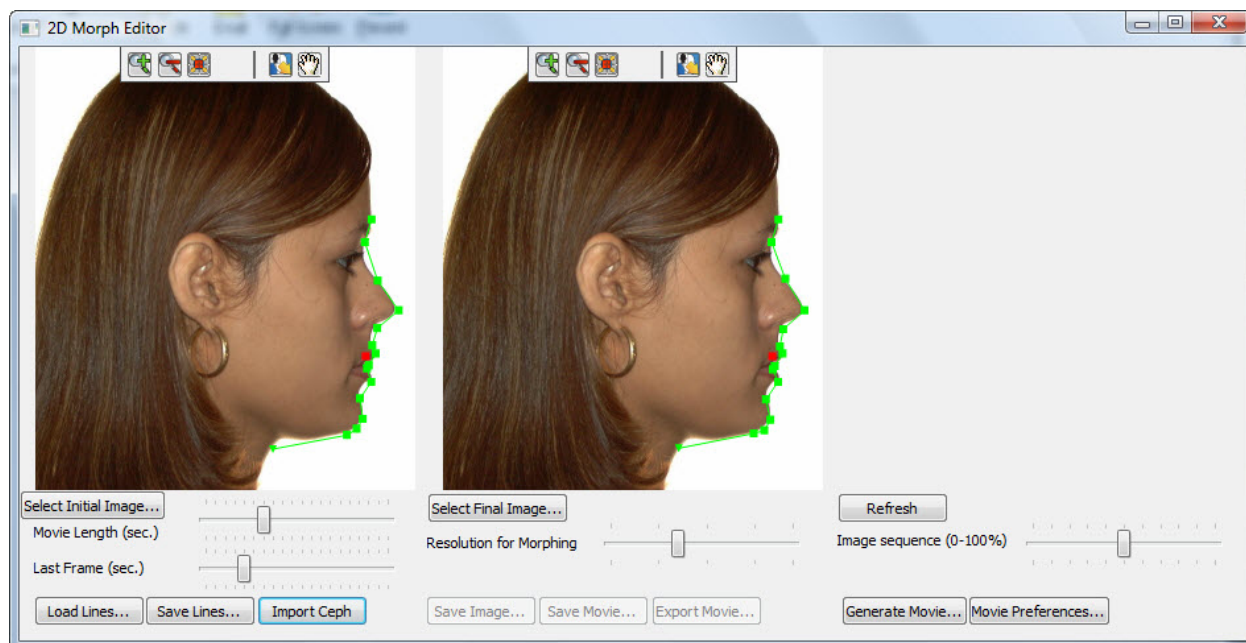 2D Morph Editor
Select Initial Image...
Select Final Image...
Refresh
Movie Length (sec.)
Resolution for Morphing
Image sequence (0-100%)
Last Frame (sec.)
Load Lines...
Save Lines...
Import Ceph
Save Image...
Save Movie...
Export Movie...
Generate Movie...
Movie Preferences...